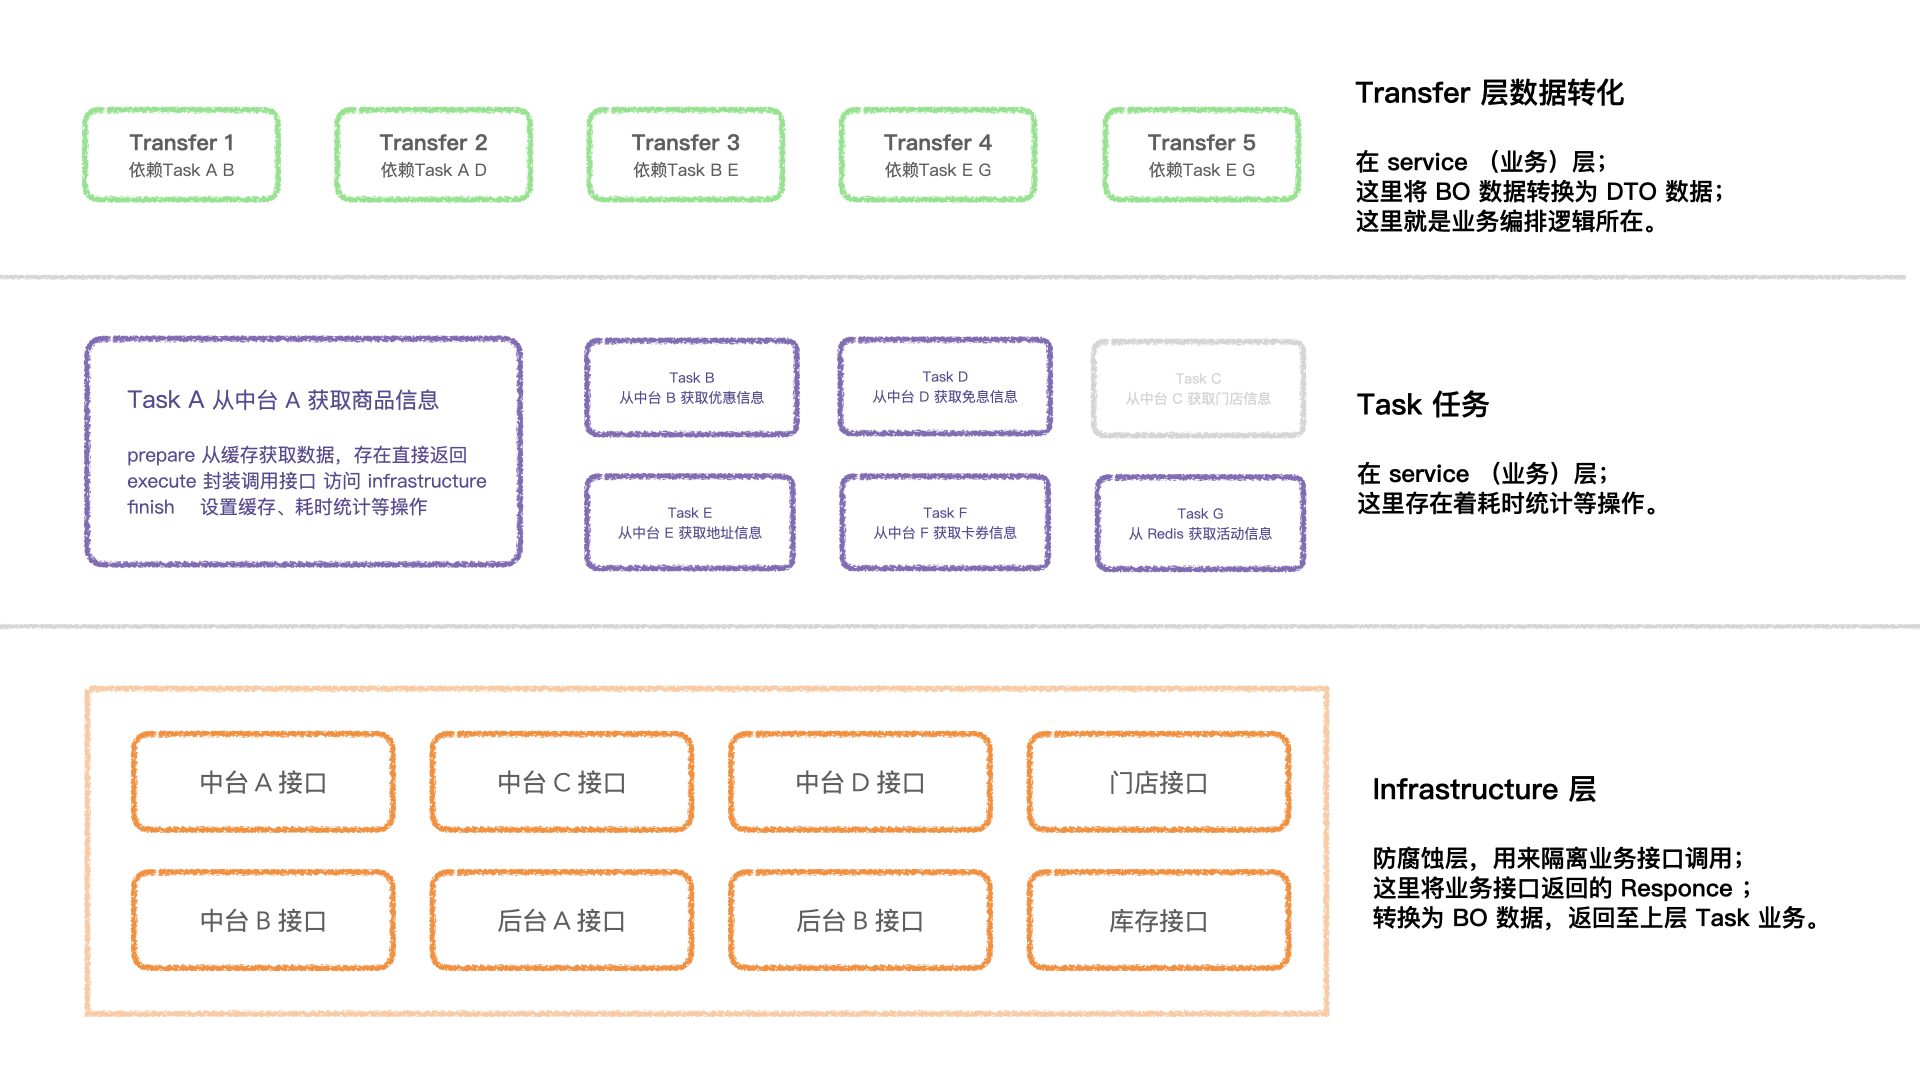 Transfer 1
依赖Task A B
Transfer 2
依赖Task A D
Transfer 3
依赖Task B E
Transfer 4
依赖Task E G
Transfer 5
依赖Task E G
Transfer 层数据转化
在 service （业务）层；
这里将 BO 数据转换为 DTO 数据；
这里就是业务编排逻辑所在。
Task A 从中台 A 获取商品信息
prepare 从缓存获取数据，存在直接返回
execute 封装调用接口 访问 infrastructure
finish 设置缓存、耗时统计等操作
Task B
从中台 B 获取优惠信息
Task D
从中台 D 获取免息信息
Task C
从中台 C 获取门店信息
Task E
从中台 E 获取地址信息
Task F
从中台 F 获取卡券信息
Task G
从 Redis 获取活动信息
Task 任务
在 service （业务）层；
这里存在着耗时统计等操作。
中台 A 接口
中台 C 接口
中台 D 接口
门店接口
中台 B 接口
后台 A 接口
后台 B 接口
库存接口
Infrastructure 层
防腐蚀层，用来隔离业务接口调用；
这里将业务接口返回的 Responce ；
转换为 BO 数据，返回至上层 Task 业务。